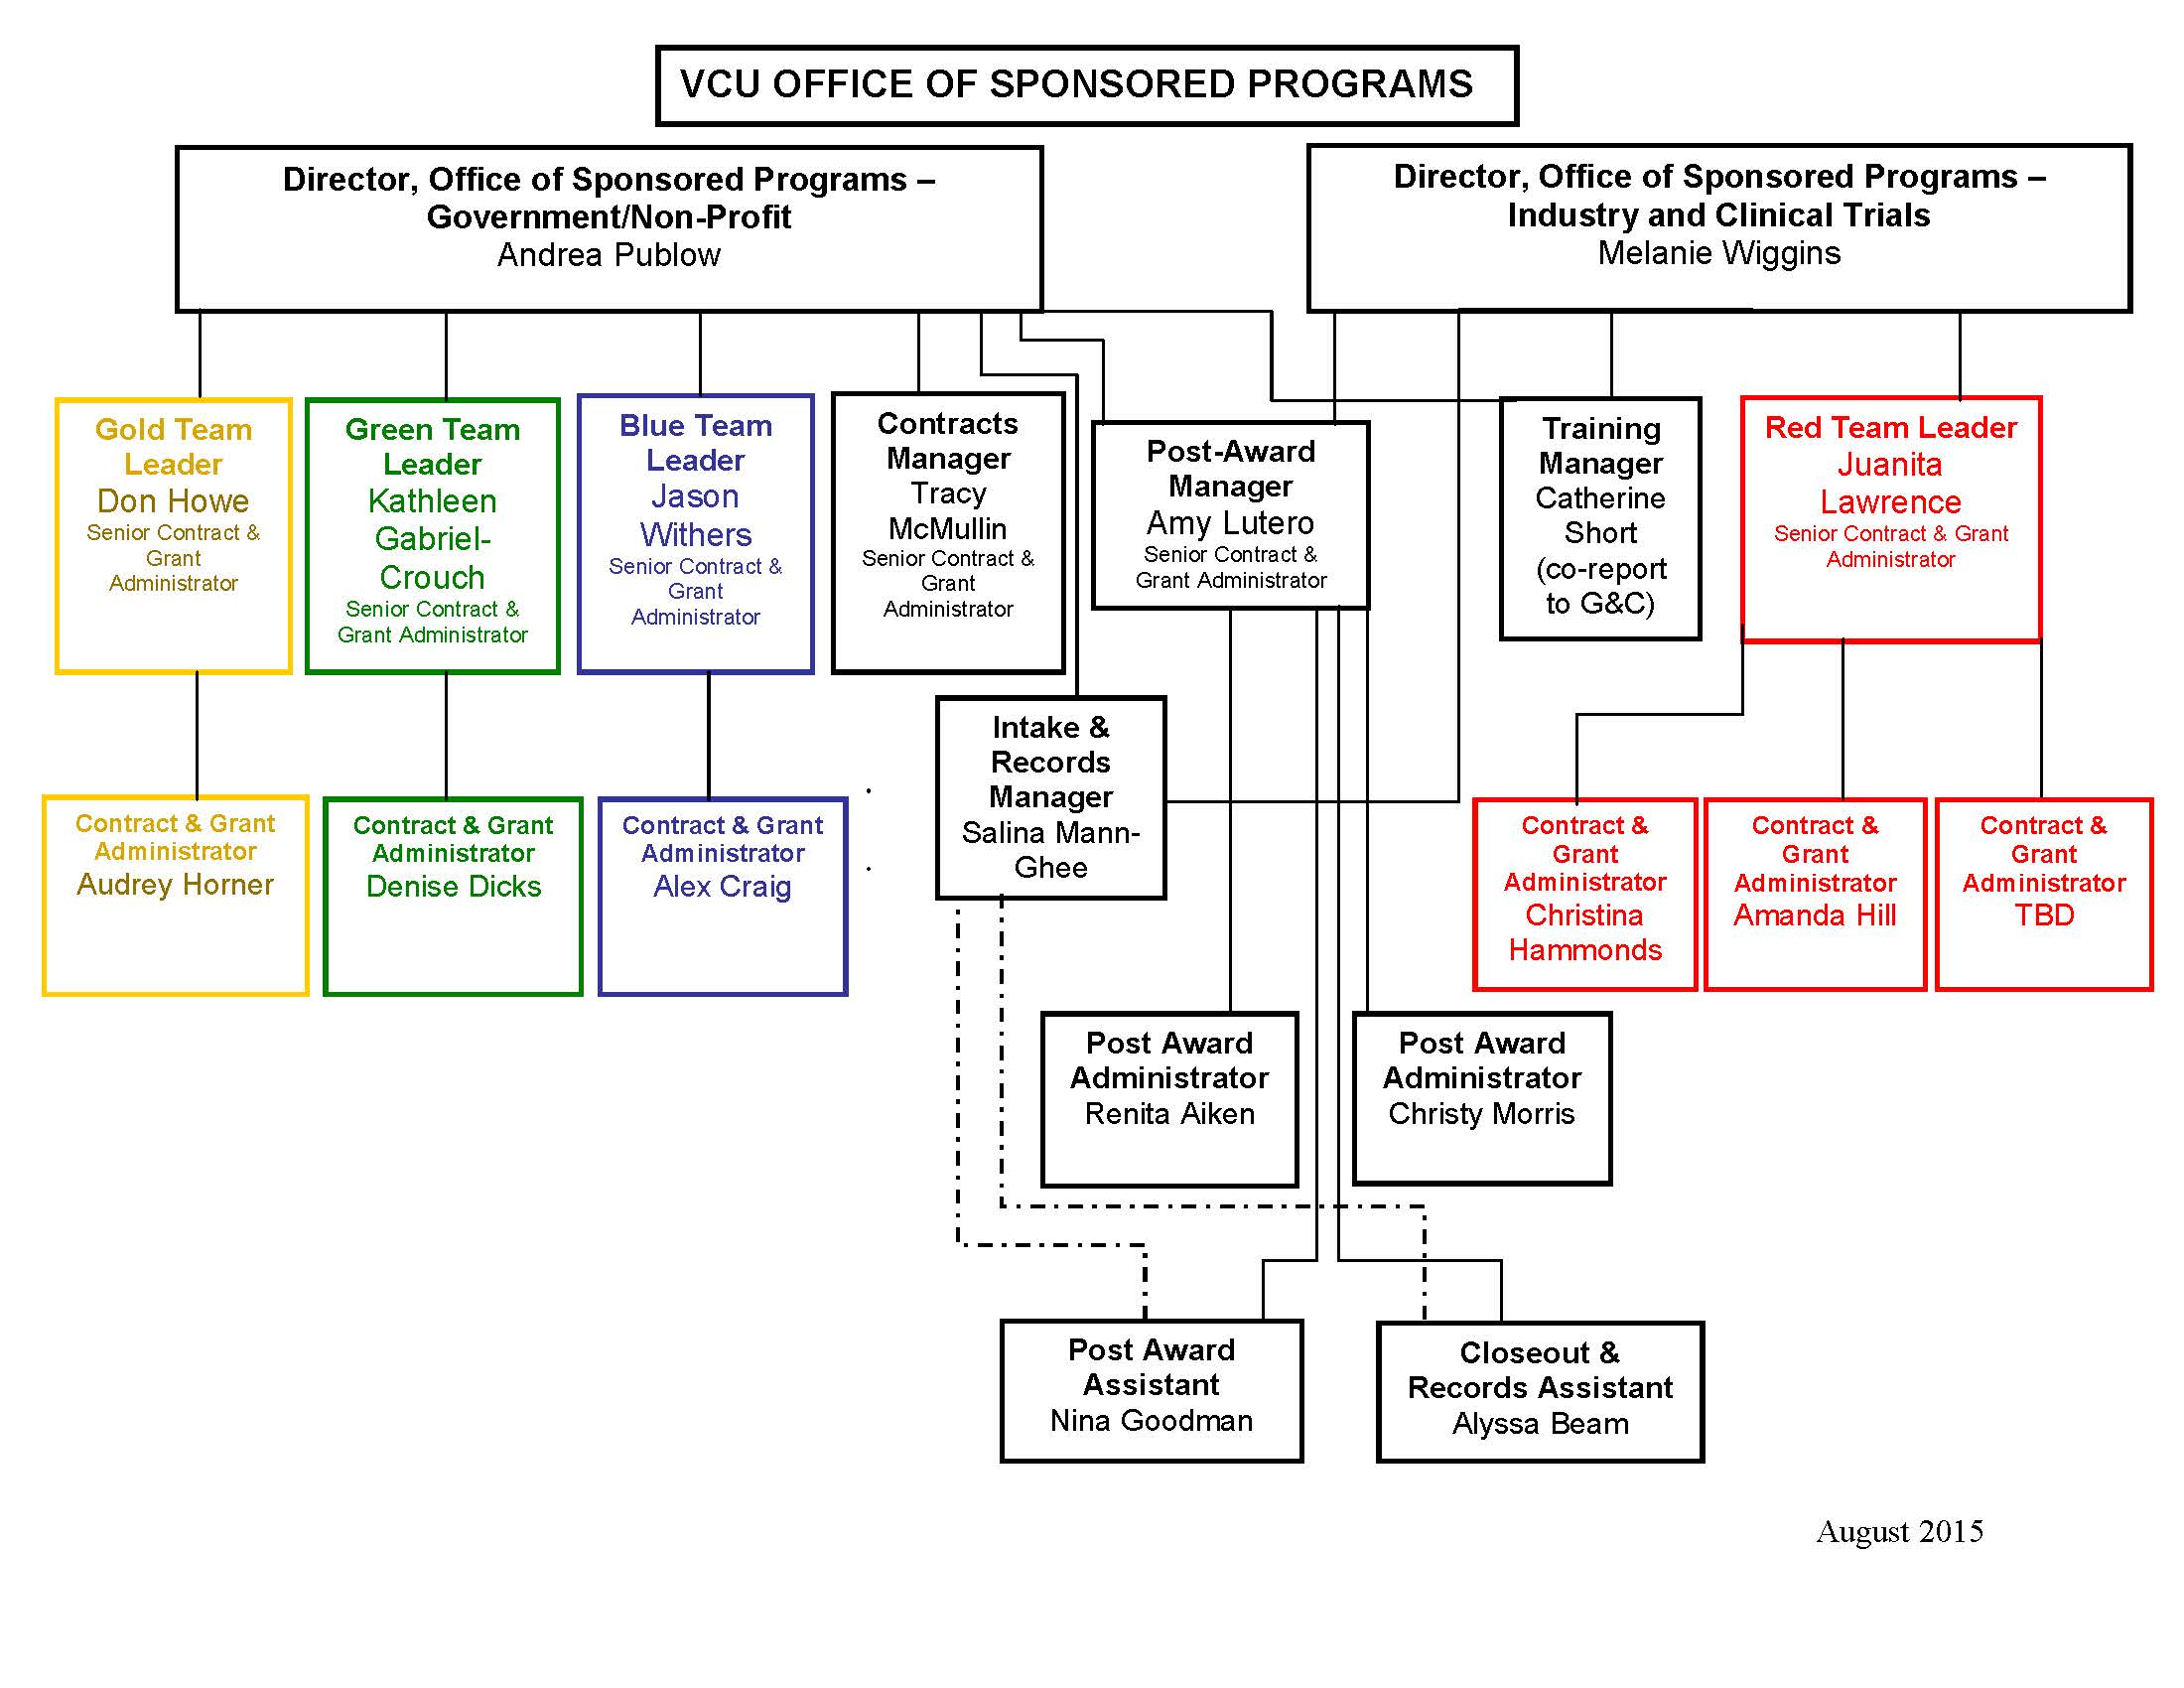 VCU OFFICE OF SPONSORED PROGRAMS
Director, Office of Sponsored Programs –
Government/Non-Profit
Andrea Publow
Director, Office of Sponsored Programs –
Industry and Clinical Trials
Melanie Wiggins
Gold Team
Leader
Don Howe
Senior Contract &
Grant
Administrator
Green Team
Leader
Kathleen
Gabriel-
Crouch
Senior Contract &
Grant Administrator
Blue Team
Leader
Jason
Withers
Senior Contract &
Grant
Administrator
Contracts
Manager
Tracy
McMullin
Senior Contract &
Grant
Administrator
Post-Award
Manager
Amy Lutero
Senior Contract &
Grant Administrator
Training
Manager
Catherine
Short
(co-report
to G&C)
Red Team Leader
Juanita
Lawrence
Senior Contract & Grant
Administrator
Intake &
Records
Manager
Salina Mann-
Ghee
Contract & Grant
Administrator
Audrey Horner
Contract & Grant
Administrator
Denise Dicks
Contract & Grant
Administrator
Alex Craig
Contract &
Grant
Administrator
Christina
Hammonds
Contract &
Grant
Administrator
Amanda Hill
Contract &
Grant
Administrator
TBD
Post Award
Administrator
Renita Aiken
Post Award
Administrator
Christy Morris
Post Award
Assistant
Nina Goodman
Closeout &
Records Assistant
Alyssa Beam
August 2015